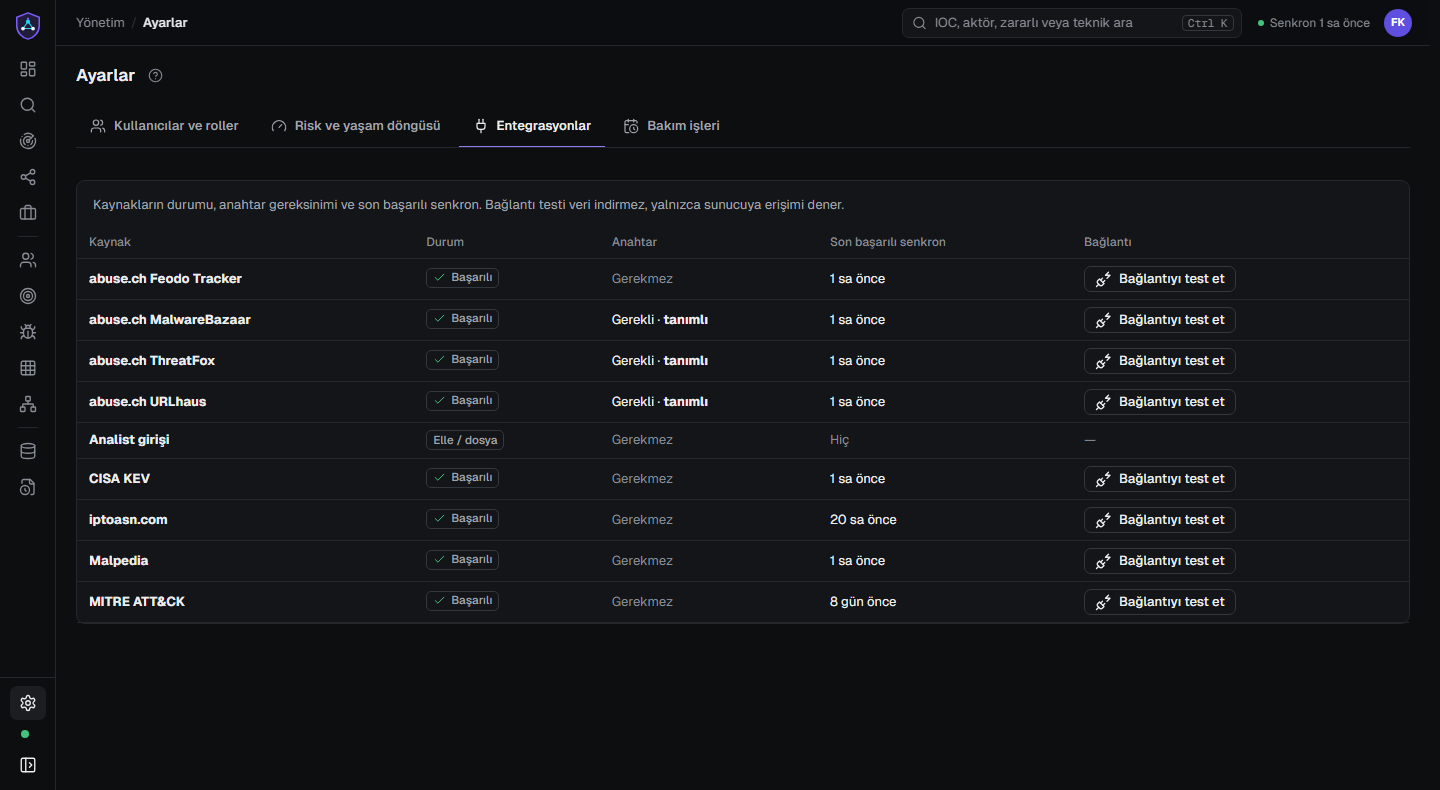 Yönetim / Ayarlar
IOC, aktör, zararlı veya teknik ara
Ctrl K
Senkron 1 sa önce
FK
Ayarlar
Kullanıcılar ve roller
Risk ve yaşam döngüsü
Entegrasyonlar
Bakım işleri
Kaynakların durumu, anahtar gereksinimi ve son başarılı senkron. Bağlantı testi veri indirmez, yalnızca sunucuya erişimi dener.
Kaynak Durum Anahtar Son başarılı senkron Bağlantı
abuse.ch Feodo Tracker Başarılı Gerekmez 1 sa önce Bağlantıyı test et
abuse.ch MalwareBazaar Başarılı Gerekli · tanımlı 1 sa önce Bağlantıyı test et
abuse.ch ThreatFox Başarılı Gerekli · tanımlı 1 sa önce Bağlantıyı test et
abuse.ch URLhaus Başarılı Gerekli · tanımlı 1 sa önce Bağlantıyı test et
Analist girişi Elle / dosya Gerekmez Hiç —
CISA KEV Başarılı Gerekmez 1 sa önce Bağlantıyı test et
iptoasn.com Başarılı Gerekmez 20 sa önce Bağlantıyı test et
Malpedia Başarılı Gerekmez 1 sa önce Bağlantıyı test et
MITRE ATT&CK Başarılı Gerekmez 8 gün önce Bağlantıyı test et